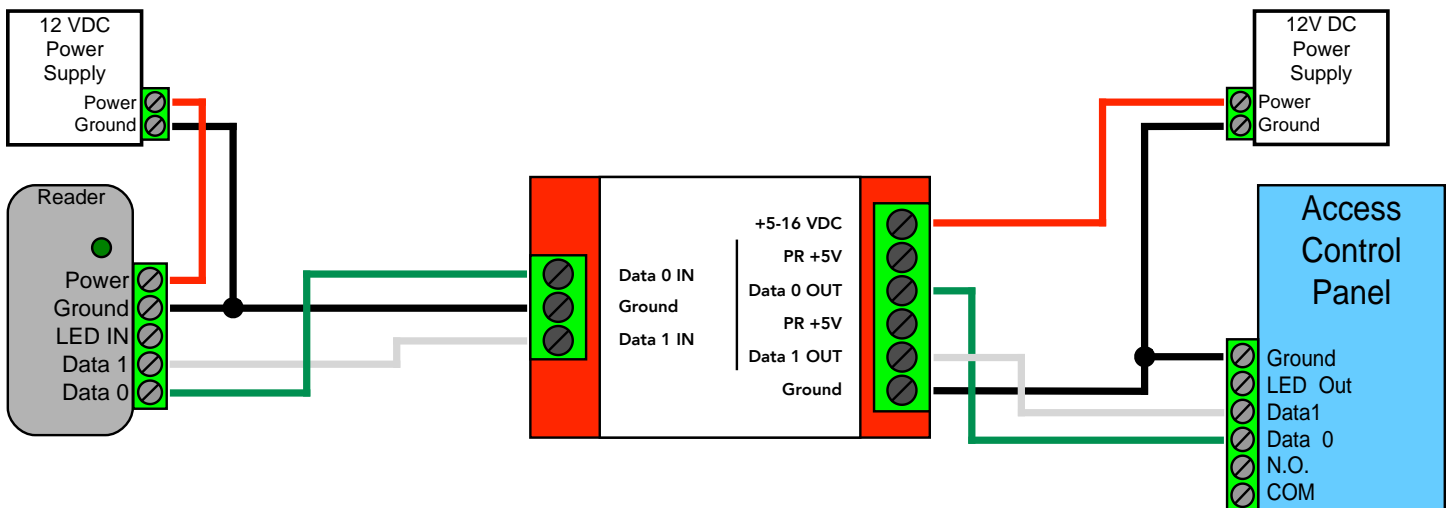 12 VDC
Power
Supply
Power
Ground
Reader
Power
Ground
LED IN
Data 1
Data 0
Data 0 IN
Ground
Data 1 IN
+5-16 VDC
PR +5V
Data 0 OUT
PR +5V
Data 1 OUT
Ground
12V DC
Power
Supply
Power
Ground
Access
Control
Panel
Ground
LED Out
Data1
Data 0
N.O.
COM